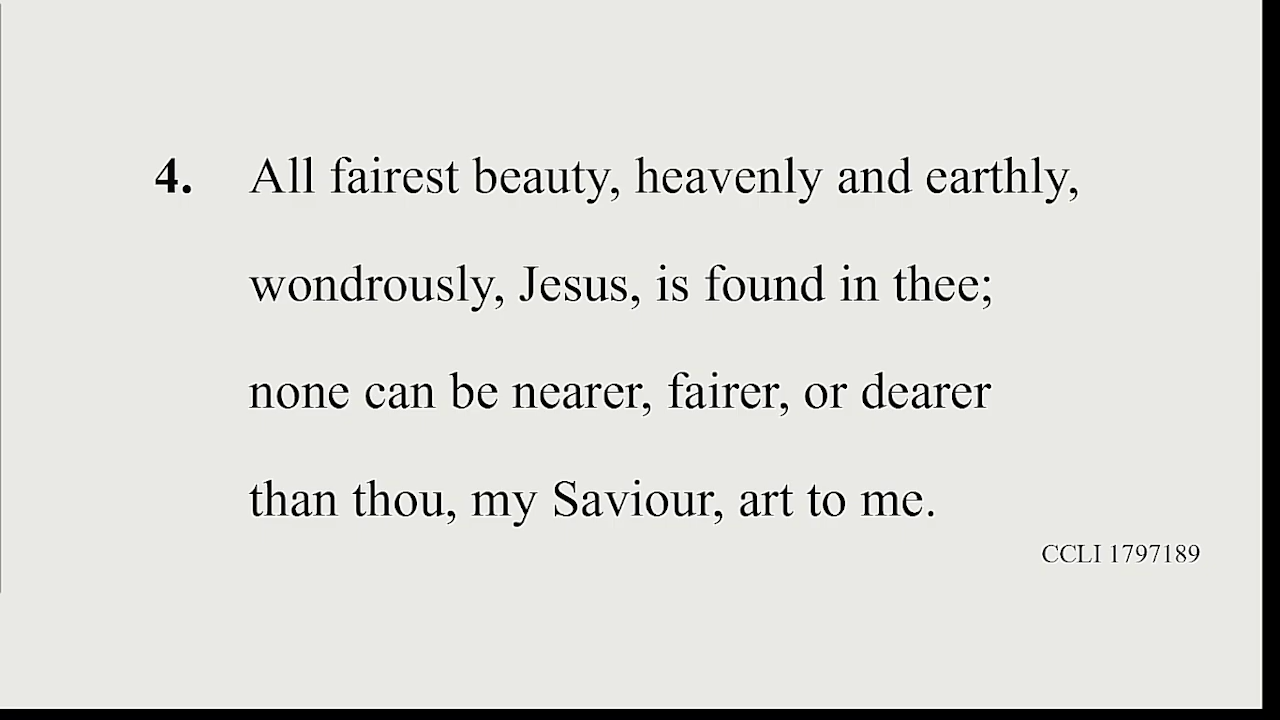 4. All fairest beauty, heavenly and earthly,
wondrously, Jesus, is found in thee;
none can be nearer, fairer, or dearer
than thou, my Saviour, art to me.
CCLI 1797189